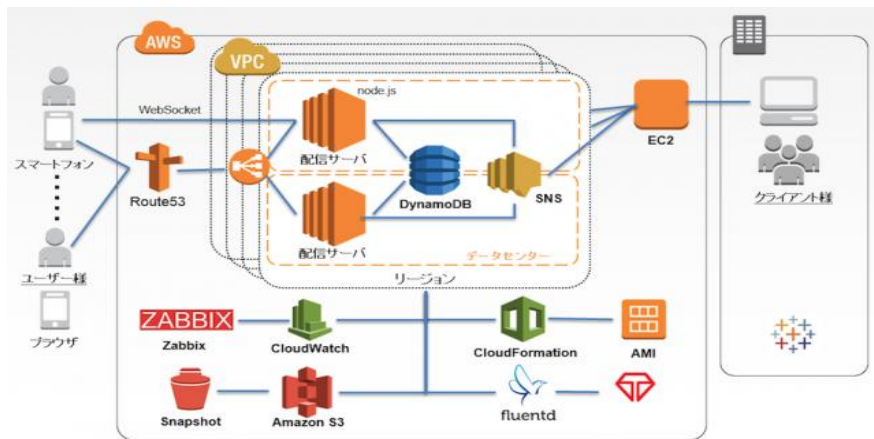 AWS
VPC
node.js
WebSocket
スマートフォン
配信サーバ
EC2
Route53
DynamoDB
SNS
クライアント様
配信サーバ
データセンター
ユーザー様
リージョン
ブラウザ
ZABBIX
Zabbix
CloudWatch
CloudFormation
AMI
Snapshot
Amazon S3
fluentd